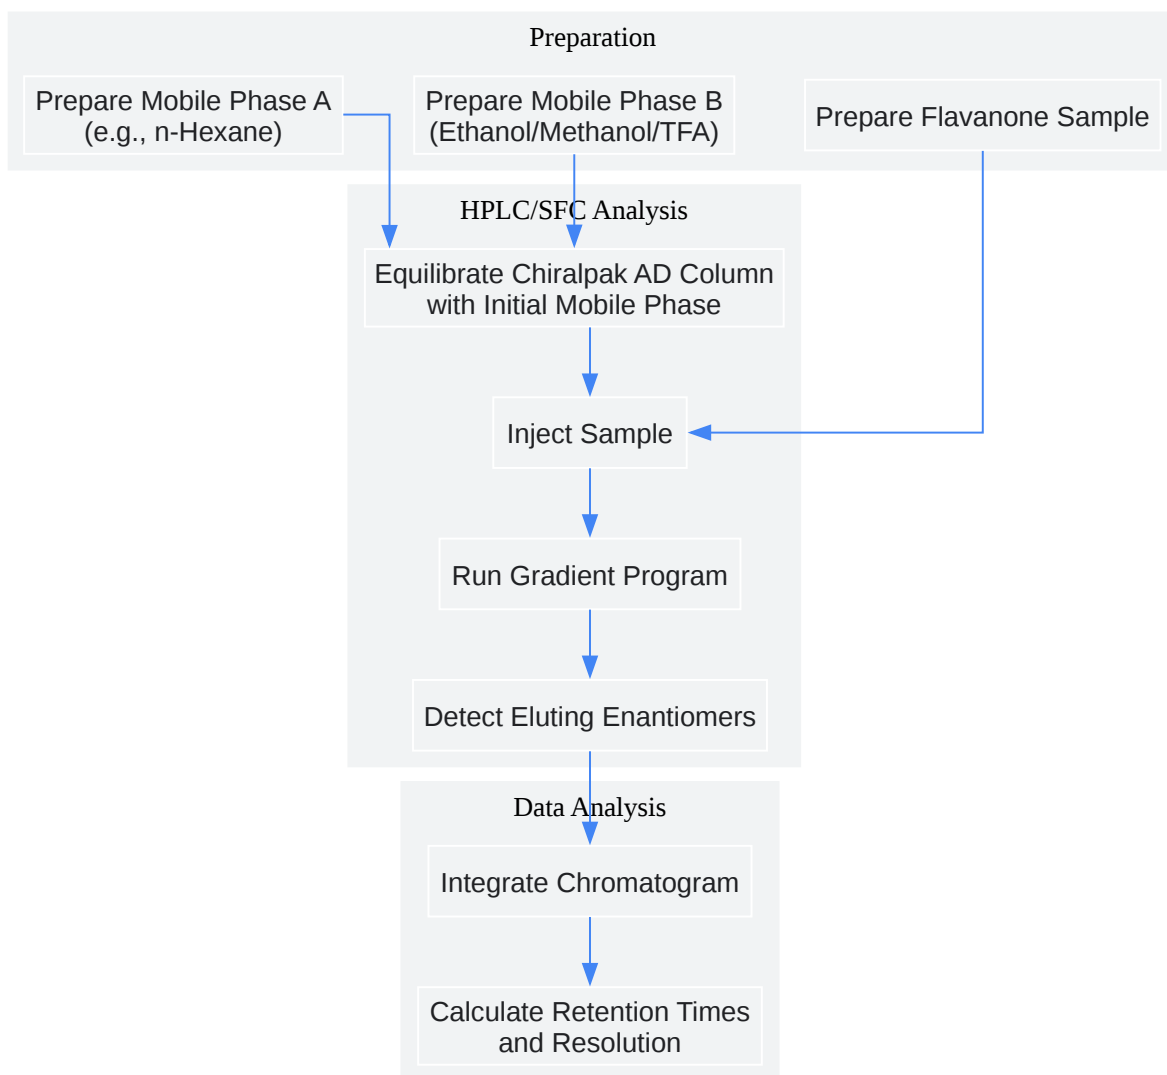 Preparation
Prepare Mobile Phase A
(e.g., n-Hexane)
Prepare Mobile Phase B
(Ethanol/Methanol/TFA)
Prepare Flavanone Sample
HPLC/SFC Analysis
Equilibrate Chiralpak AD Column
with Initial Mobile Phase
Inject Sample
Run Gradient Program
Detect Eluting Enantiomers
Data Analysis
Integrate Chromatogram
Calculate Retention Times
and Resolution